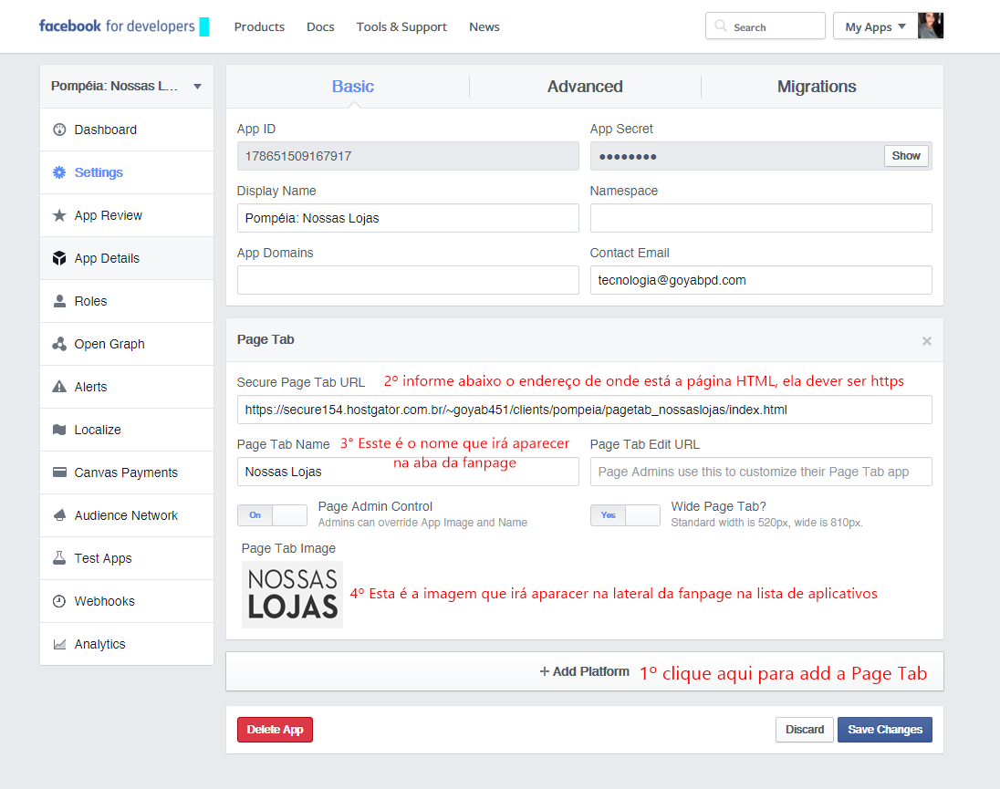 facebook for developers
Products Docs Tools & Support News
Search
My Apps
Pompéia: Nossas L...
Dashboard
Settings
App Review
App Details
Roles
Open Graph
Alerts
Localize
Canvas Payments
Audience Network
Test Apps
Webhooks
Analytics
Basic Advanced Migrations
App ID
178651509167917
App Secret
●●●●●●●●
Show
Display Name
Pompéia: Nossas Lojas
Namespace
App Domains
Contact Email
tecnologia@goyabpd.com
Page Tab
×
Secure Page Tab URL
2º informe abaixo o endereço de onde está a página HTML, ela dever ser https
https://secure154.hostgator.com.br/~goyab451/clients/pompeia/pagetab_nossaslojas/index.html
Page Tab Name
3° Esste é o nome que irá aparecer
na aba da fanpage
Nossas Lojas
Page Tab Edit URL
Page Admins use this to customize their Page Tab app
On
Page Admin Control
Admins can override App Image and Name
Yes
Wide Page Tab?
Standard width is 520px, wide is 810px.
Page Tab Image
NOSSAS
LOJAS
4º Esta é a imagem que irá aparacer na lateral da fanpage na lista de aplicativos
+ Add Platform
1º clique aqui para add a Page Tab
Delete App
Discard
Save Changes